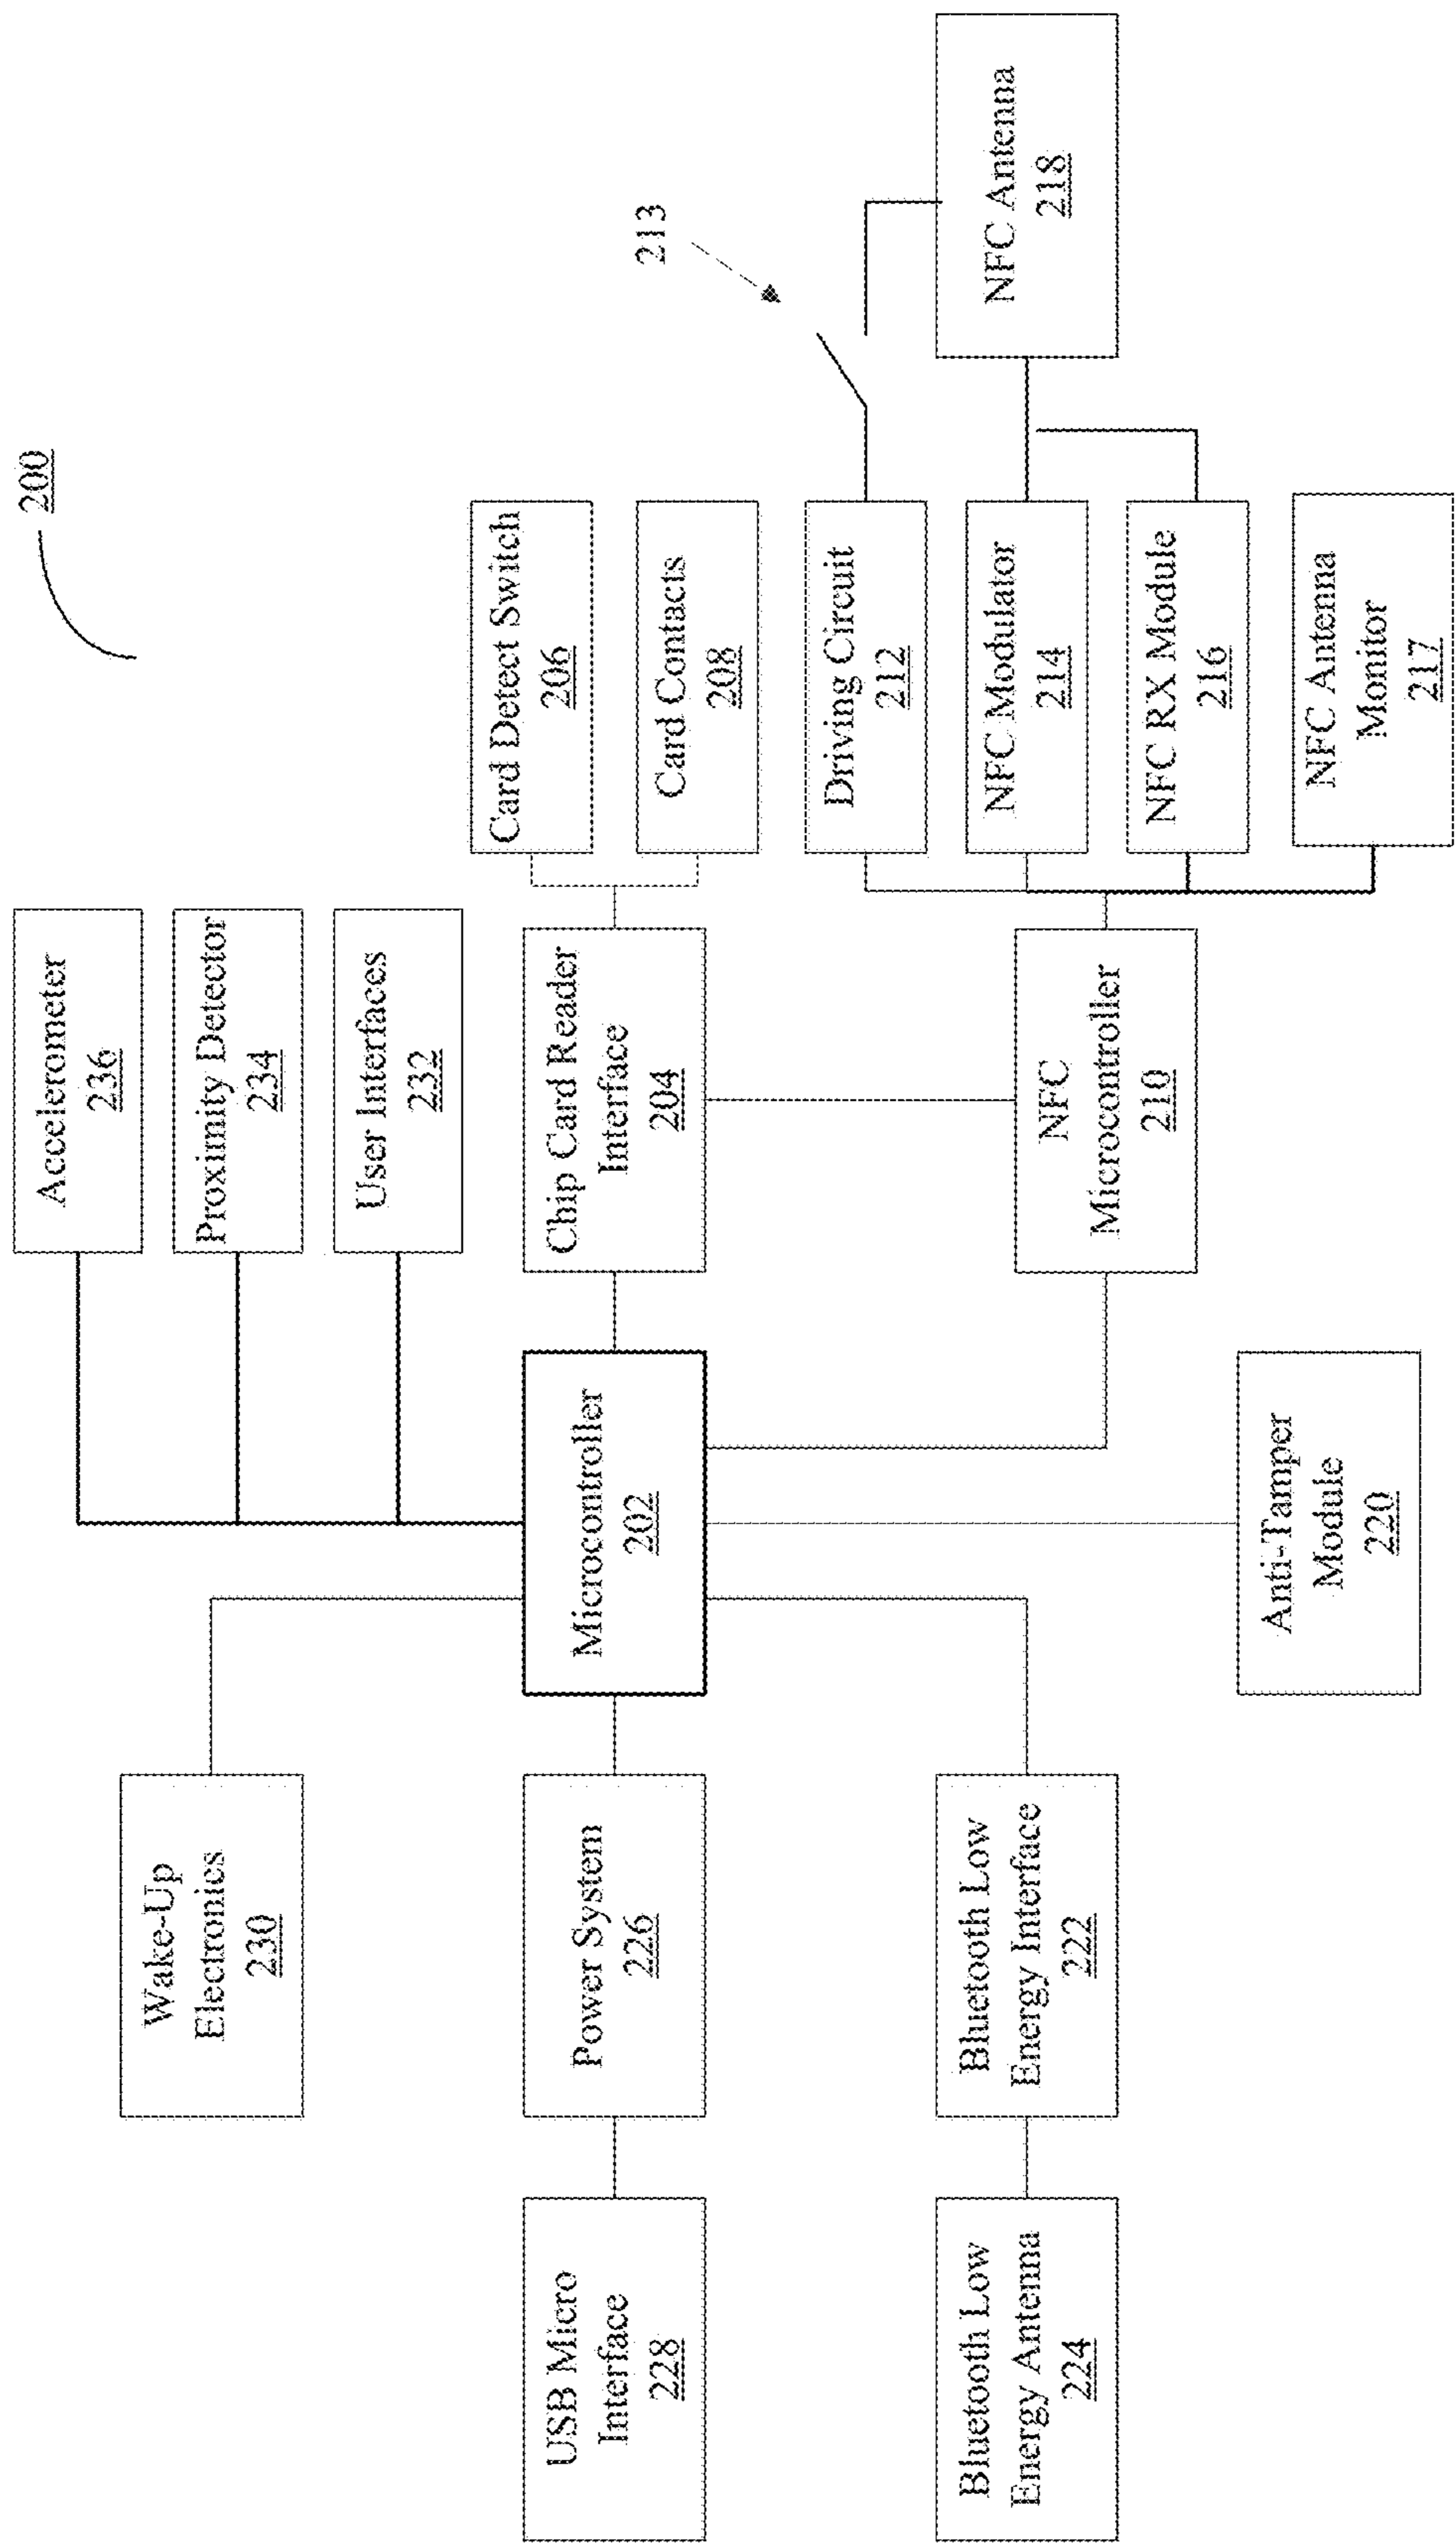 200
Accelerometer
236
Proximity Detector
234
User Interfaces
232
Wake-Up
Electronics
230
Card Detect Switch
206
Card Contacts
208
USB Micro
Interface
228
Power System
226
Microcontroller
202
Chip Card Reader
Interface
204
213
Driving Circuit
212
NFC Modulator
214
NFC RX Module
216
NFC Antenna
Monitor
217
NFC Antenna
218
Bluetooth Low
Energy Antenna
224
Bluetooth Low
Energy Interface
222
NFC
Microcontroller
210
Anti-Tamper
Module
220